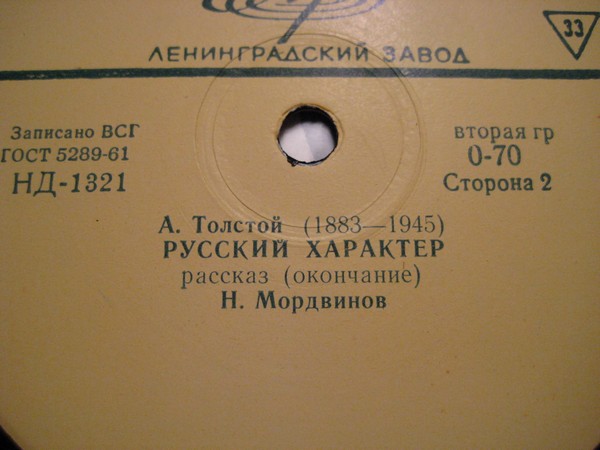 33
ЛЕНИНГРАДСКИЙ ЗАВОД
Записано ВСГ
ГОСТ 5289-61
НД-1321
вторая гр
0-70
Сторона 2
А. Толстой (1883—1945)
РУССКИЙ ХАРАКТЕР
рассказ (окончание)
Н. Мордвинов